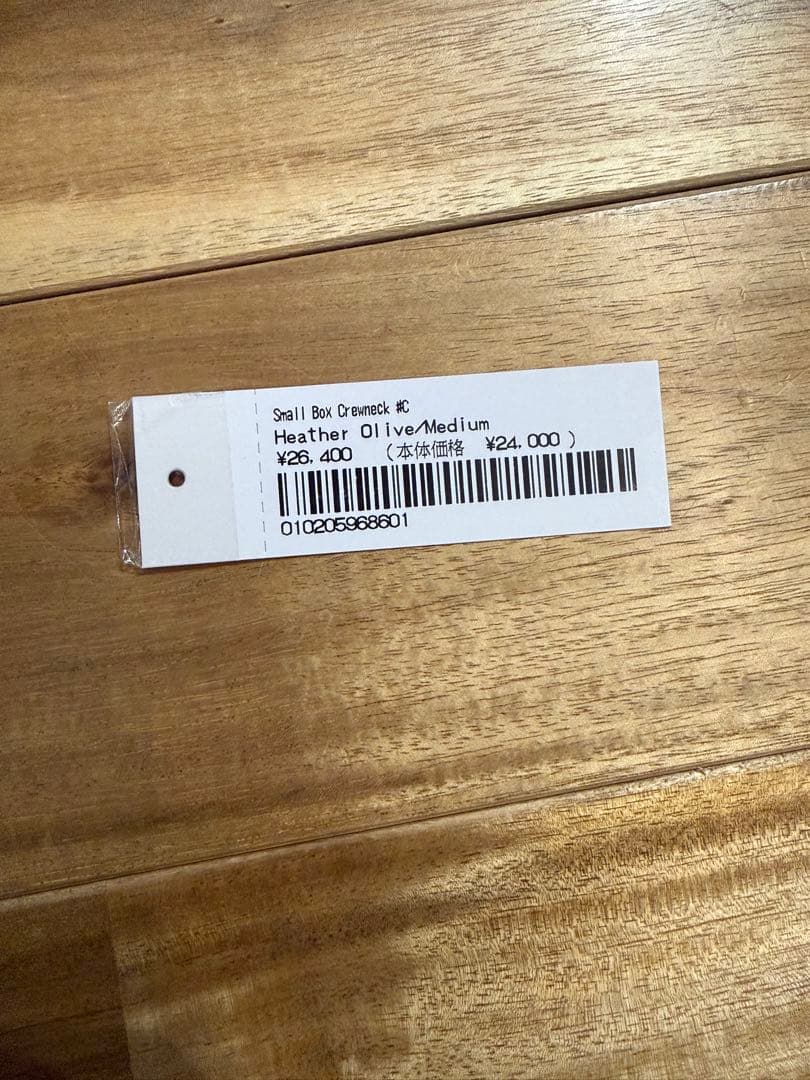 Small Box Crewneck #C
Heather Olive/Medium
¥26,400 （本体価格 ¥24,000 ）
010205968601